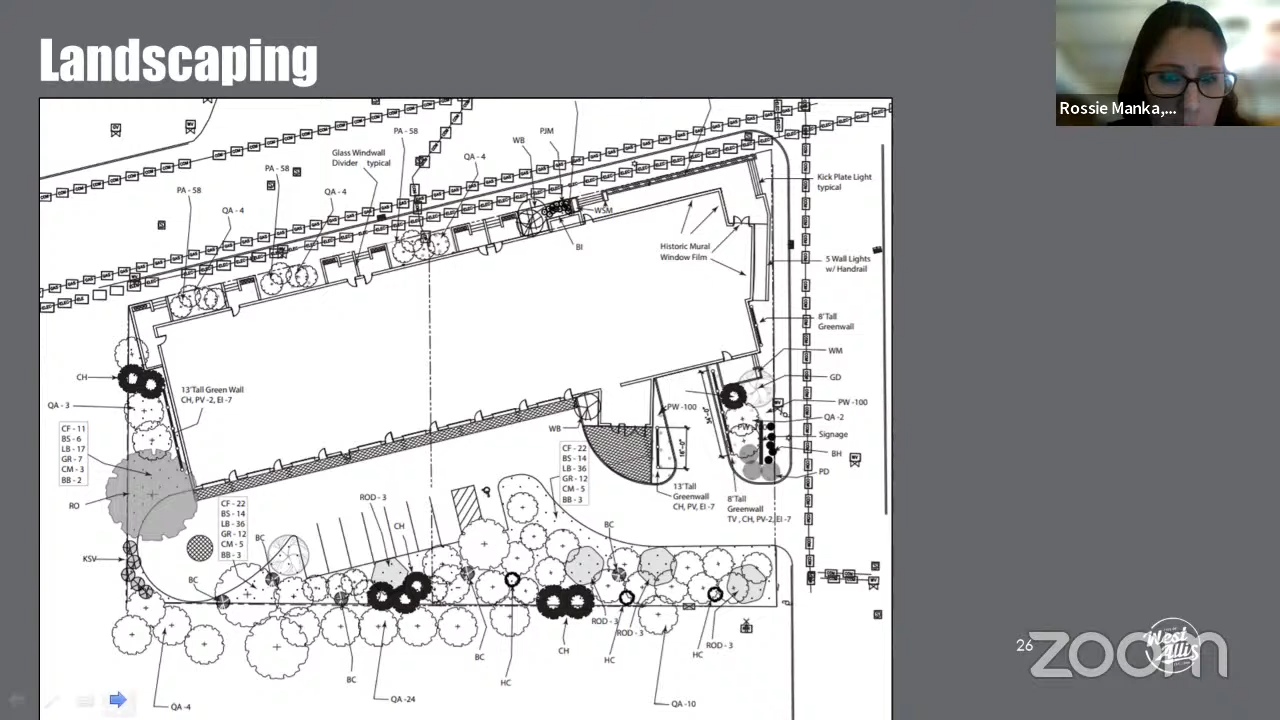 Landscaping
Rossie Manka,...
PA - 58
PJM
WB
Glass Windwall
Divider typical
QA - 4
PA - 58
Kick Plate Light
typical
PA - 58
QA - 4
QA - 4
WSM
BI
Historic Mural
Window Film
5 Wall Lights
w/ Handrail
8'Tall
Greenwall
WM
CH
GD
13'Tall Green Wall
CH, PV -2, EI -7
QA - 3
PW -100
PW -100
QA -2
CF - 11
BS - 6
LB - 17
GR - 7
CM - 3
BB - 2
WB
PW
Signage
16'-0"
BH
CF - 22
BS - 14
LB - 36
GR - 12
CM - 5
BB - 3
PD
13'Tall
Greenwall
CH, PV, EI -7
8'Tall
Greenwall
TV , CH, PV-2, EI -7
RO
ROD - 3
CF - 22
BS - 14
LB - 36
GR - 12
CM - 5
BB - 3
CH
BC
BC
KSV
BC
ROD - 3
ROD - 3
ROD - 3
BC
CH
HC
HC
BC
HC
QA -24
QA -10
QA -4
26
West
Allis
zoom